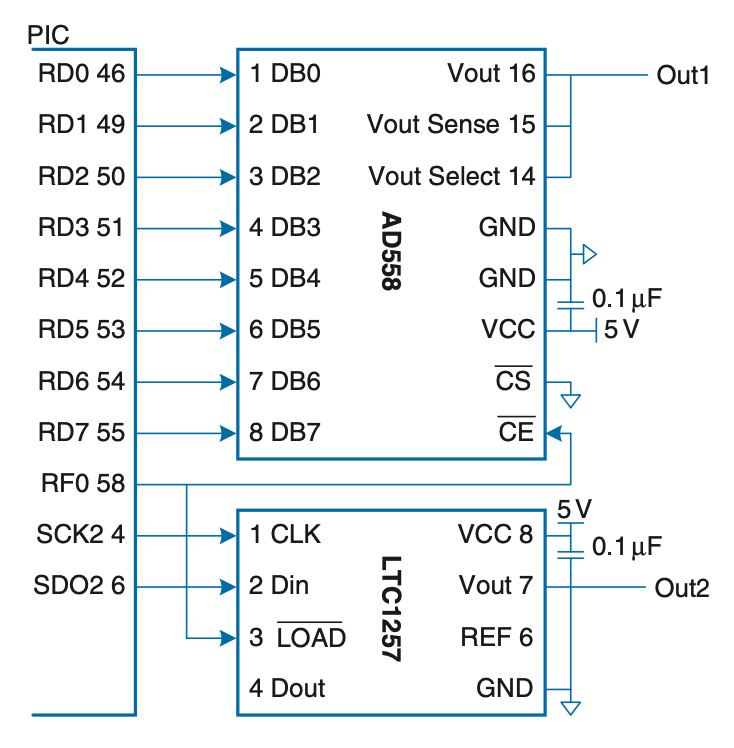 PIC
RD0 46
1 DB0
Vout 16
Out1
RD1 49
2 DB1
Vout Sense 15
RD2 50
3 DB2
Vout Select 14
RD3 51
4 DB3
AD558
GND
RD4 52
5 DB4
GND
0.1 µF
RD5 53
6 DB5
VCC
5 V
RD6 54
7 DB6
CS
RD7 55
8 DB7
CE
RF0 58
5 V
SCK2 4
1 CLK
LTC1257
VCC 8
0.1 µF
SDO2 6
2 Din
Vout 7
Out2
3 LOAD
REF 6
4 Dout
GND